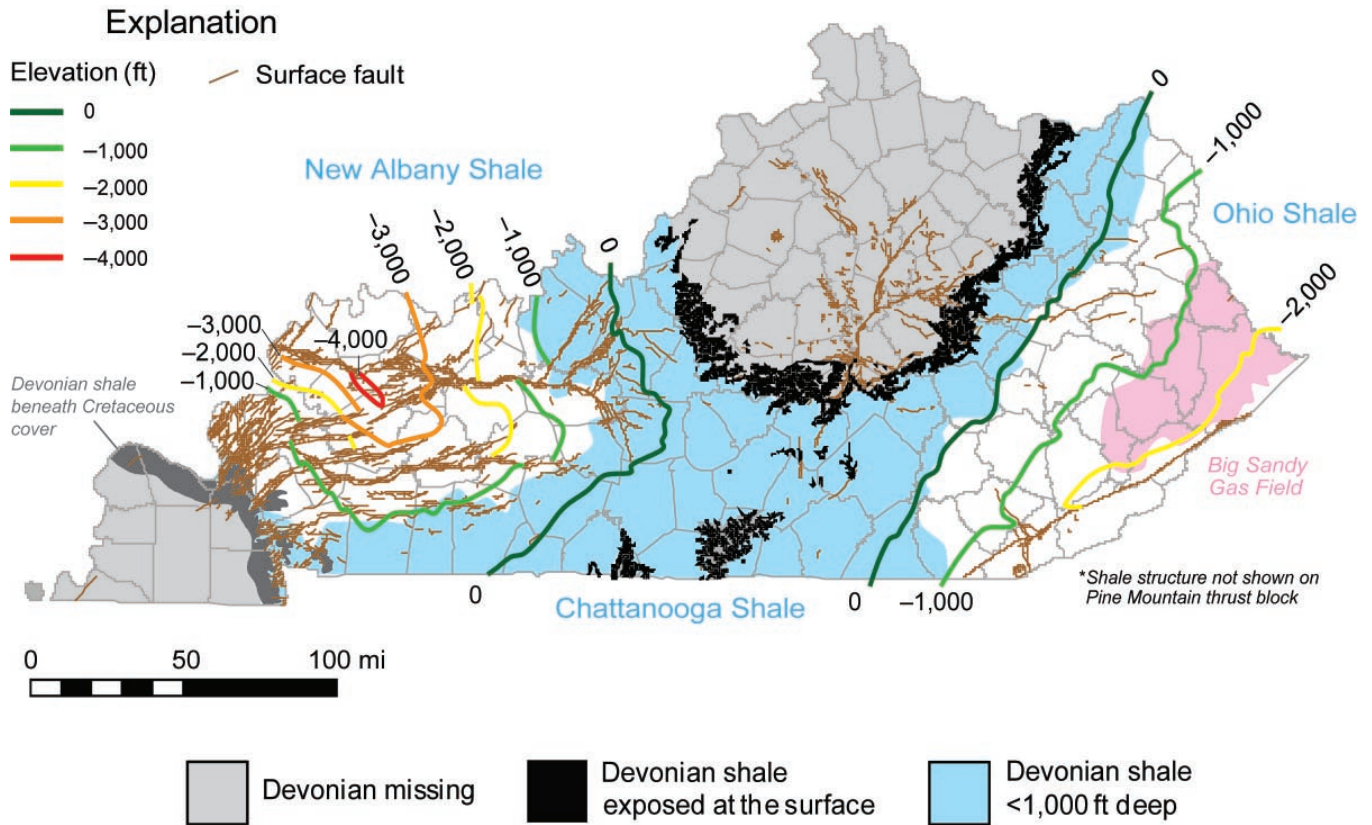 Explanation
Elevation (ft)
Surface fault
0
–1,000
–2,000
–3,000
–4,000
New Albany Shale
Ohio Shale
Chattanooga Shale
0
–1,000
–2,000
–3,000
–2,000
–1,000
0
–3,000
–2,000
–1,000
–4,000
Devonian shale
beneath Cretaceous
cover
Big Sandy
Gas Field
0
0
–1,000
*Shale structure not shown on
Pine Mountain thrust block
0
50
100 mi
Devonian missing
Devonian shale
exposed at the surface
Devonian shale
<1,000 ft deep